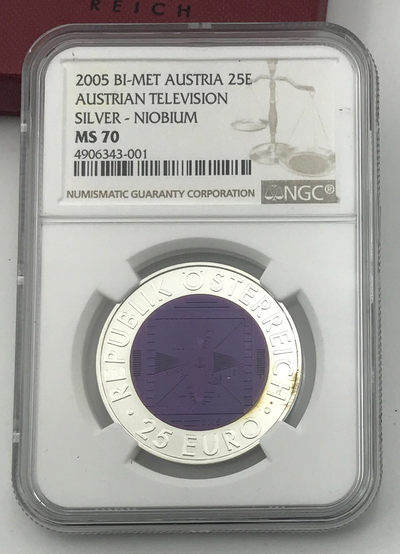 REICH
2005 BI-MET AUSTRIA 25E
AUSTRIAN TELEVISION
SILVER - NIOBIUM
MS 70
4906343-001
NUMISMATIC GUARANTY CORPORATION
NGC®
· REPUBLIK ÖSTERREICH ·
25 EURO